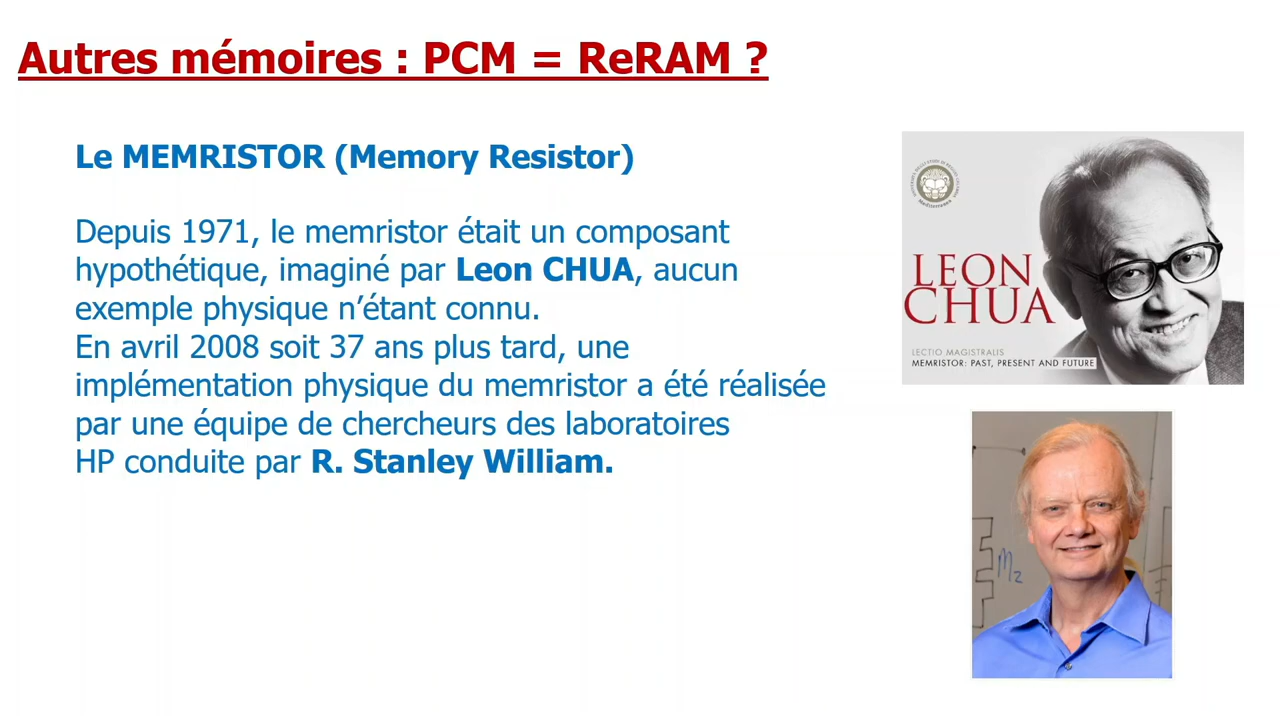 Autres mémoires : PCM = ReRAM ?
Le MEMRISTOR (Memory Resistor)
Depuis 1971, le memristor était un composant
hypothétique, imaginé par Leon CHUA, aucun
exemple physique n’étant connu.
En avril 2008 soit 37 ans plus tard, une
implémentation physique du memristor a été réalisée
par une équipe de chercheurs des laboratoires
HP conduite par R. Stanley William.
LEON
CHUA
LECTIO MAGISTRALIS
MEMRISTOR: PAST, PRESENT AND FUTURE
M2